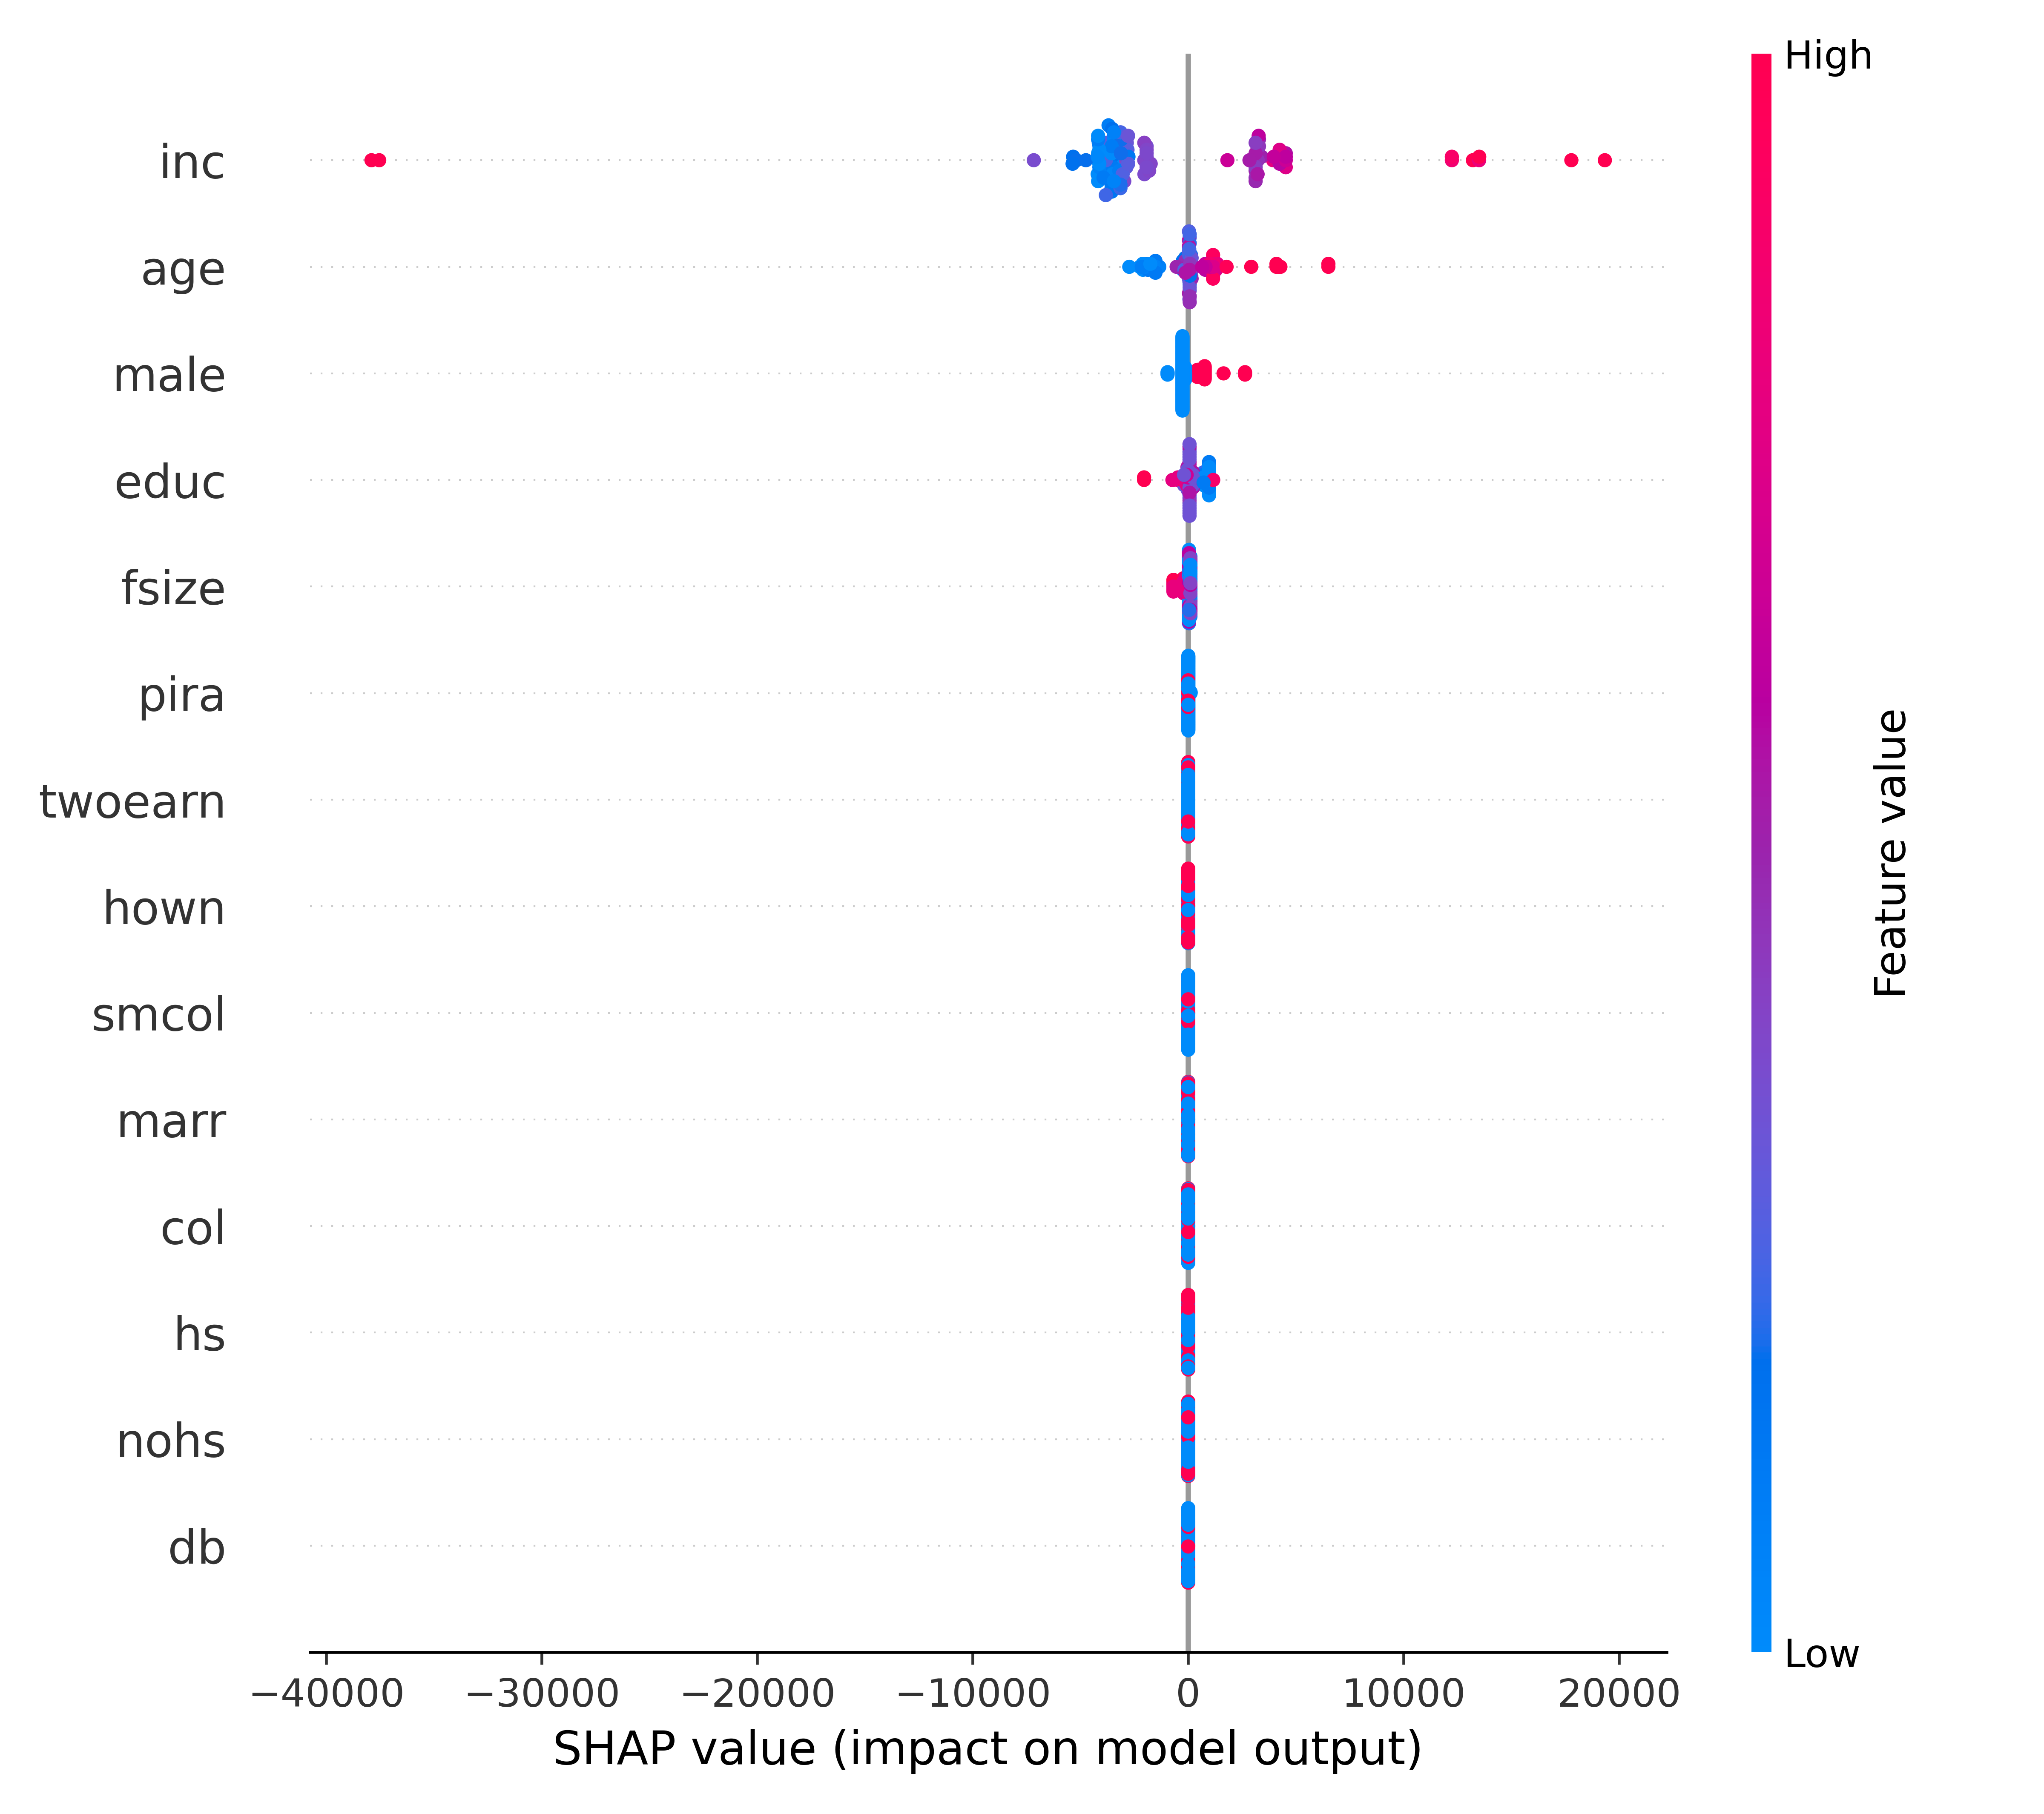 High
inc
age
male
educ
fsize
pira
twoearn
hown
smcol
marr
col
hs
nohs
db
Feature value
Low
−40000 −30000 −20000 −10000 0 10000 20000
SHAP value (impact on model output)